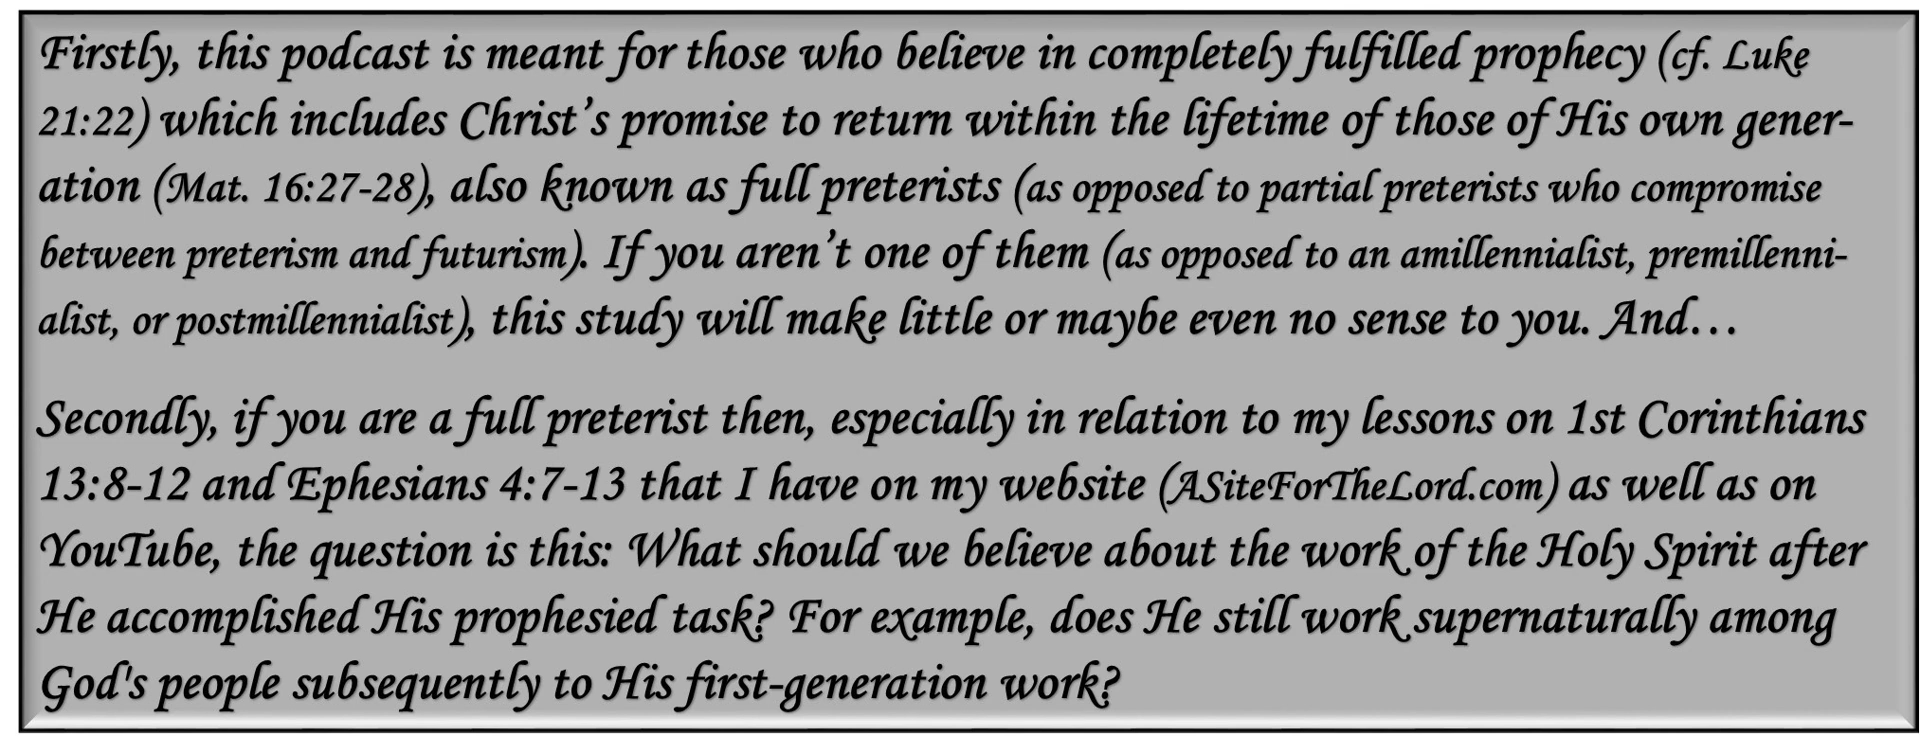 Firstly, this podcast is meant for those who believe in completely fulfilled prophecy (cf. Luke
21:22) which includes Christ’s promise to return within the lifetime of those of His own gener-
ation (Mat. 16:27-28), also known as full preterists (as opposed to partial preterists who compromise
between preterism and futurism). If you aren’t one of them (as opposed to an amillennialist, premillenni-
alist, or postmillennialist), this study will make little or maybe even no sense to you. And…
Secondly, if you are a full preterist then, especially in relation to my lessons on 1st Corinthians
13:8-12 and Ephesians 4:7-13 that I have on my website (ASiteForTheLord.com) as well as on
YouTube, the question is this: What should we believe about the work of the Holy Spirit after
He accomplished His prophesied task? For example, does He still work supernaturally among
God's people subsequently to His first-generation work?